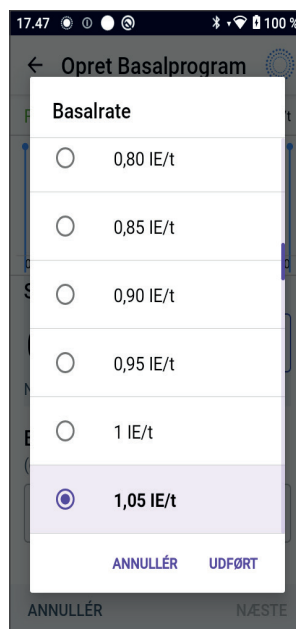 17.47 100 %
Opret Basalprogram
Basalrate
0,80 IE/t
0,85 IE/t
0,90 IE/t
0,95 IE/t
1 IE/t
1,05 IE/t
ANNULLÉR UDFØRT
ANNULLÉR NÆSTE